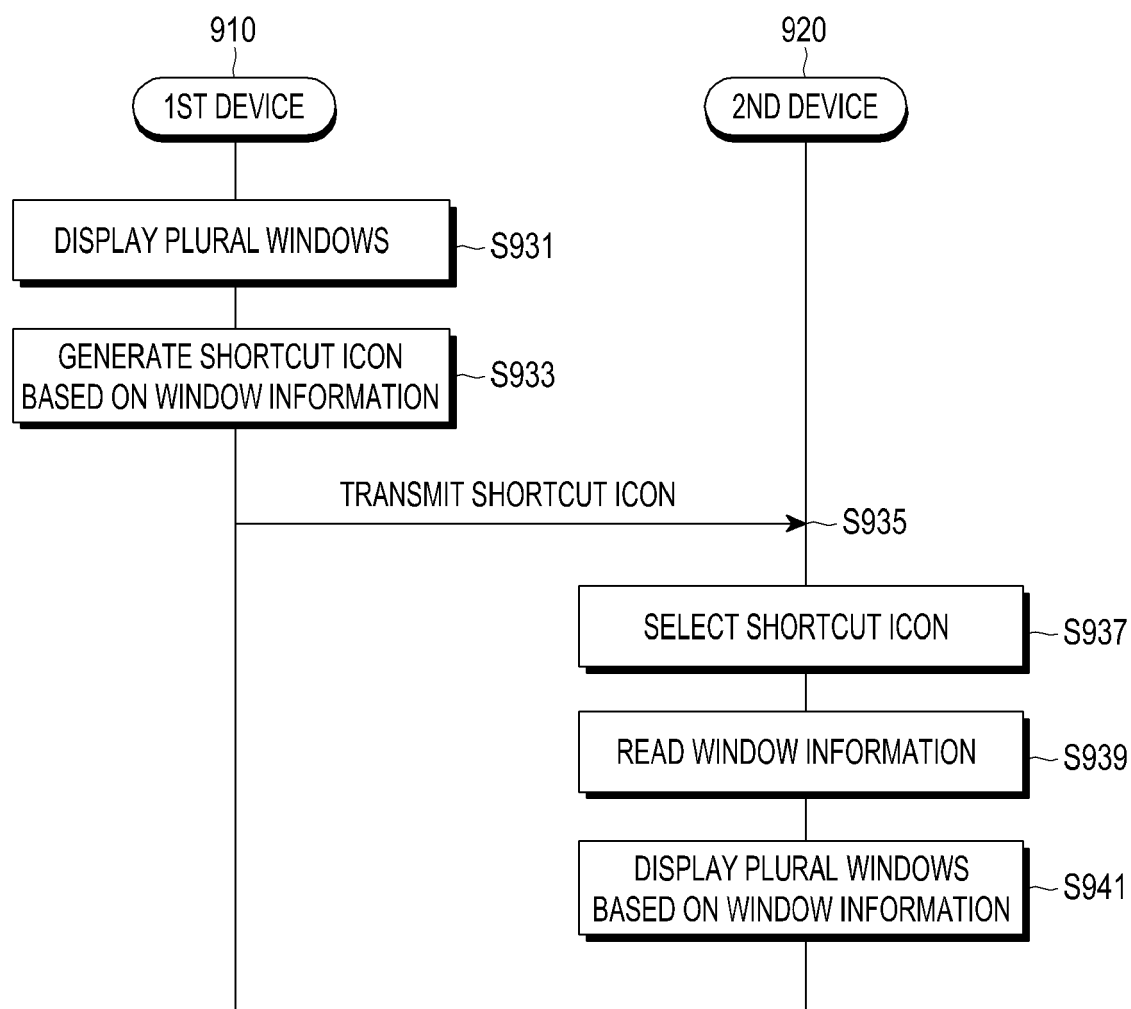 910
920
1ST DEVICE
2ND DEVICE
DISPLAY PLURAL WINDOWS
S931
GENERATE SHORTCUT ICON
BASED ON WINDOW INFORMATION
S933
TRANSMIT SHORTCUT ICON
S935
SELECT SHORTCUT ICON
S937
READ WINDOW INFORMATION
S939
DISPLAY PLURAL WINDOWS
BASED ON WINDOW INFORMATION
S941